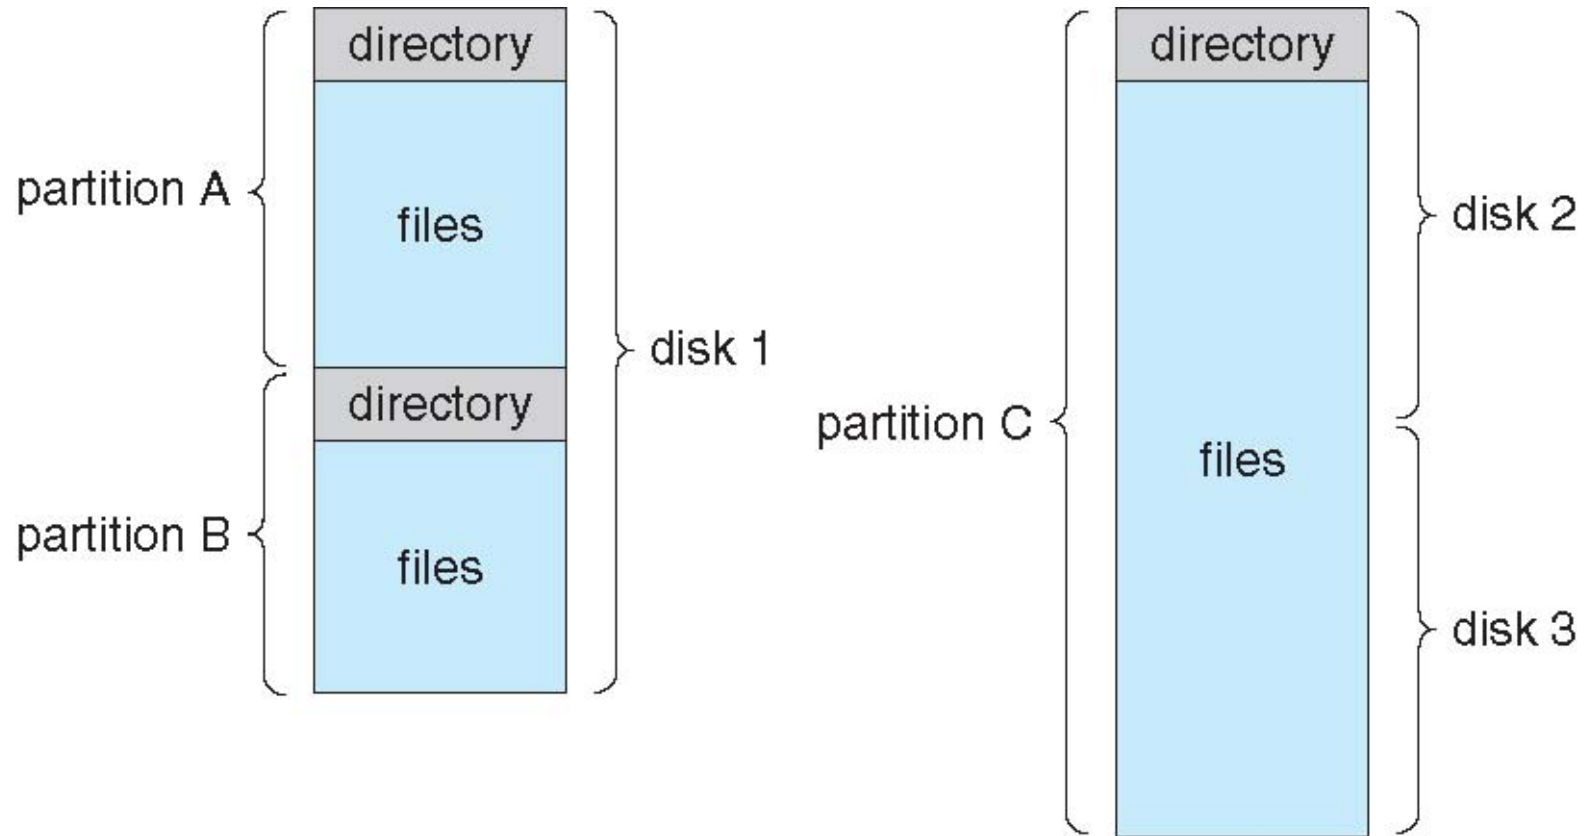 directory
partition A
files
disk 1
directory
partition B
files
directory
disk 2
partition C
files
disk 3